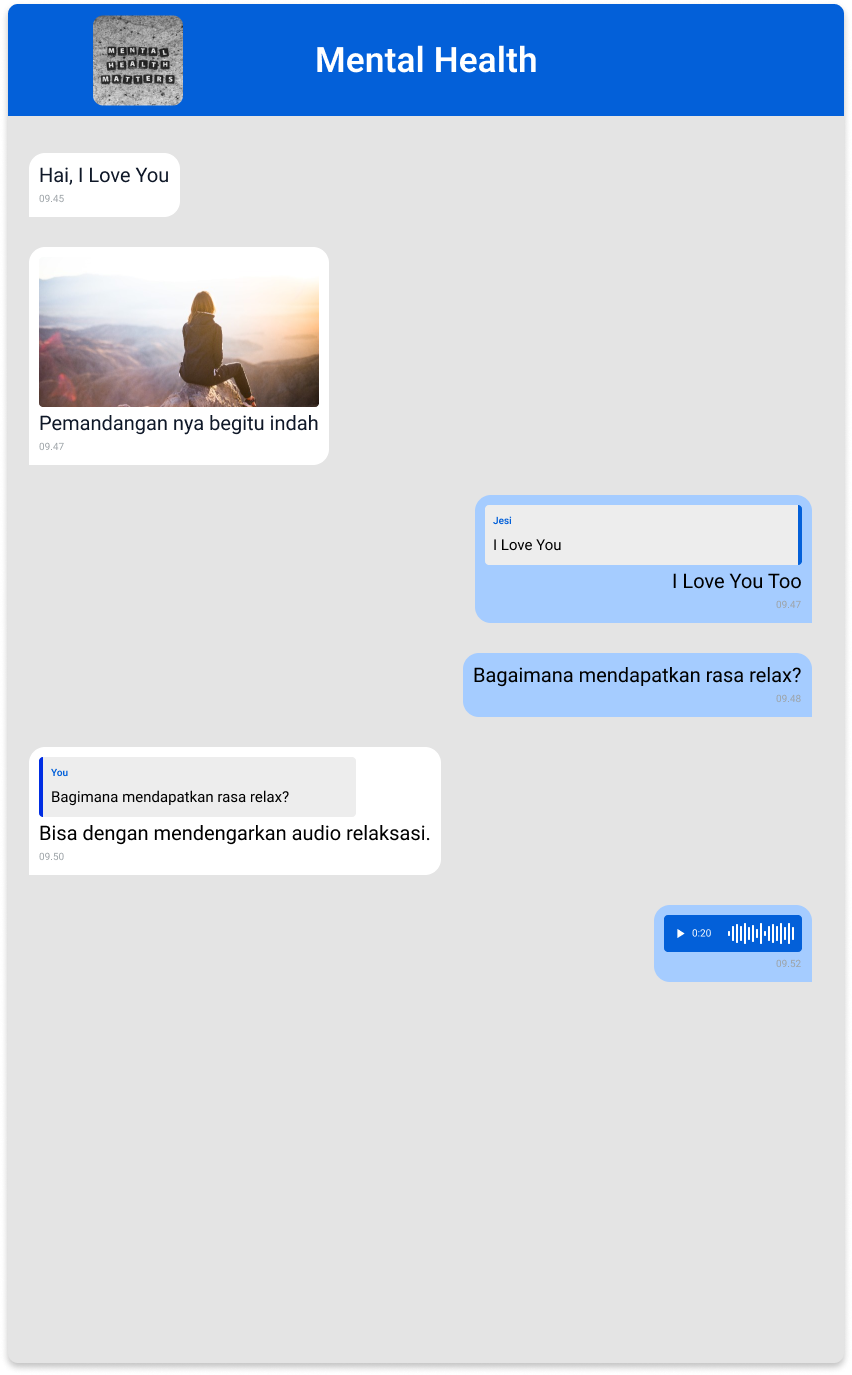 MENTAL
HEALTH
MATTERS
Mental Health
Hai, I Love You
09.45
Pemandangan nya begitu indah
09.47
Jesi
I Love You
I Love You Too
09.47
Bagaimana mendapatkan rasa relax?
09.48
You
Bagimana mendapatkan rasa relax?
Bisa dengan mendengarkan audio relaksasi.
09.50
0:20
09.52